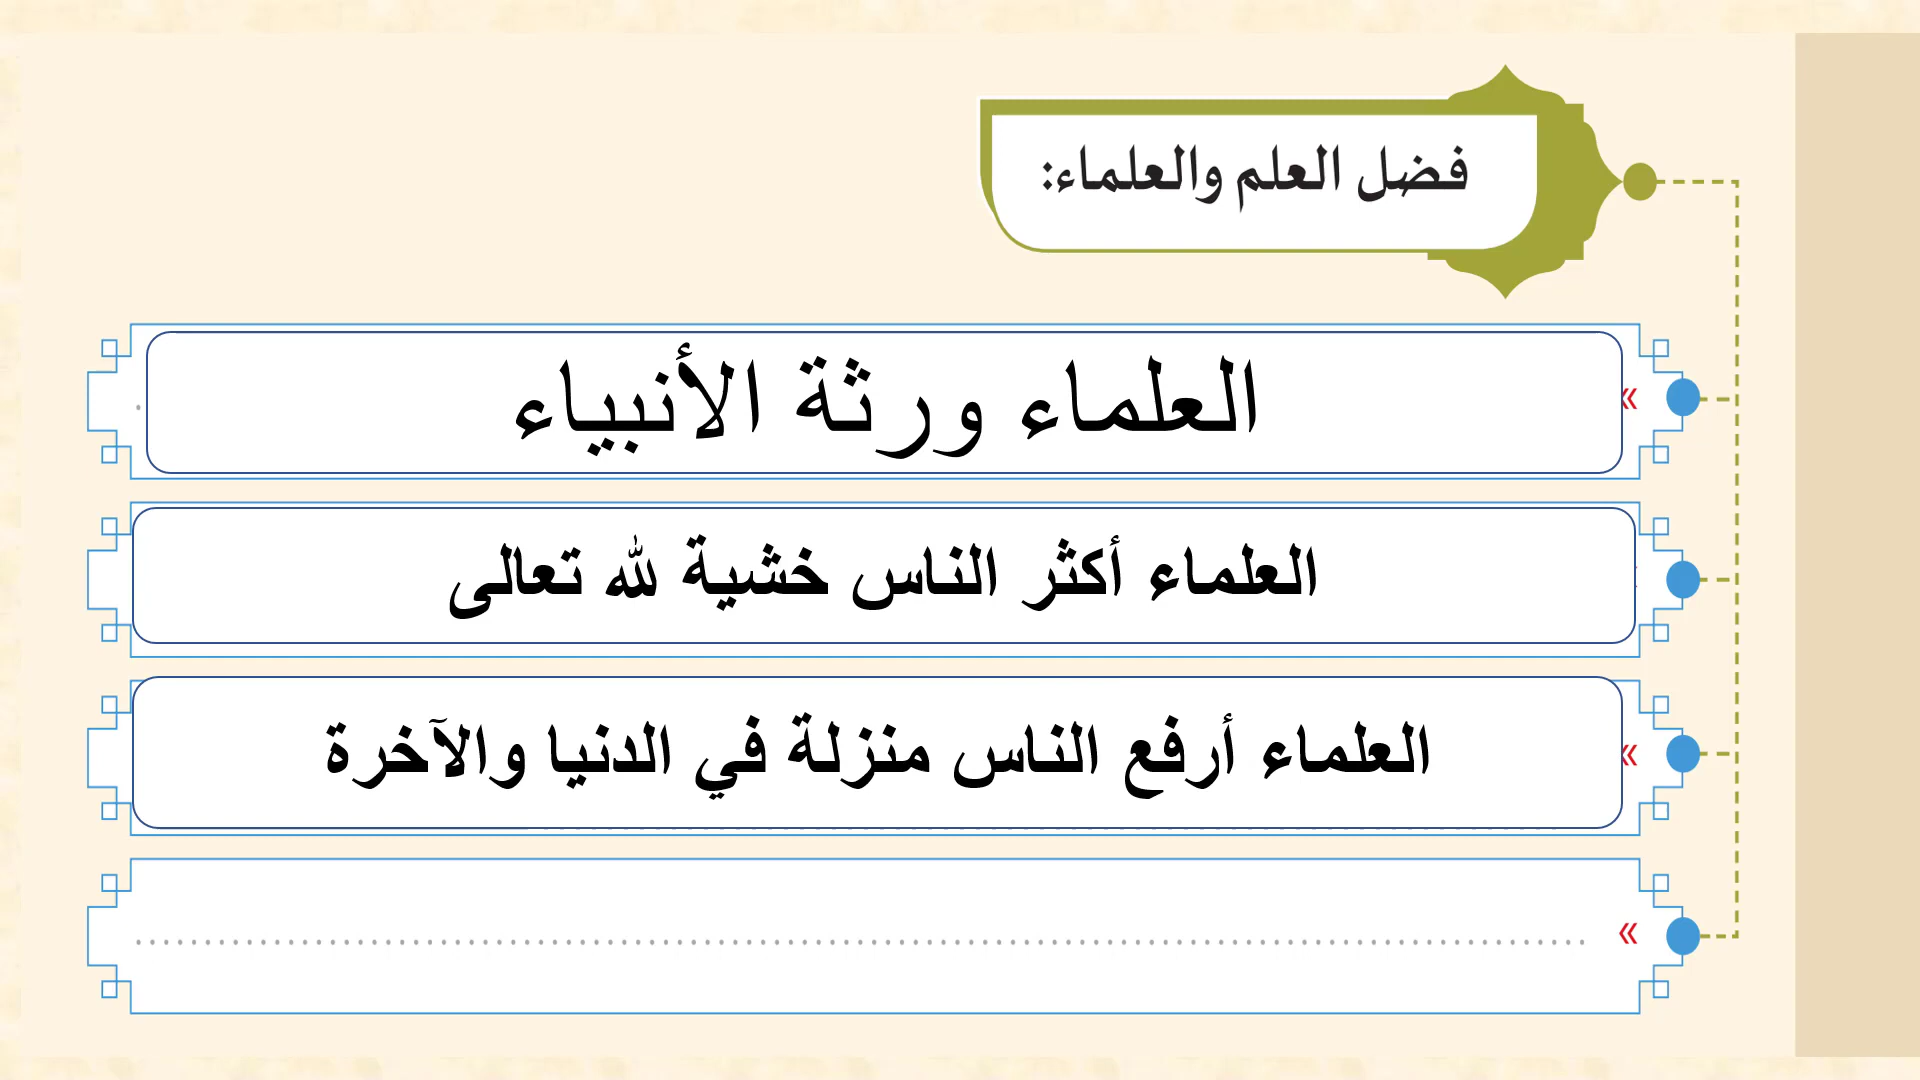 فضل العلم والعلماء:
العلماء ورثة الأنبياء
العلماء أكثر الناس خشية لله تعالى
العلماء أرفع الناس منزلة في الدنيا والآخرة